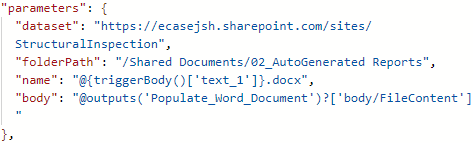 "parameters": {
"dataset": "https://ecasejsh.sharepoint.com/sites/
StructuralInspection",
"folderPath": "/Shared Documents/02_AutoGenerated Reports",
"name": "@{triggerBody()['text_1']}.docx",
"body": "@outputs('Populate_Word_Document')?['body/FileContent']
"
},